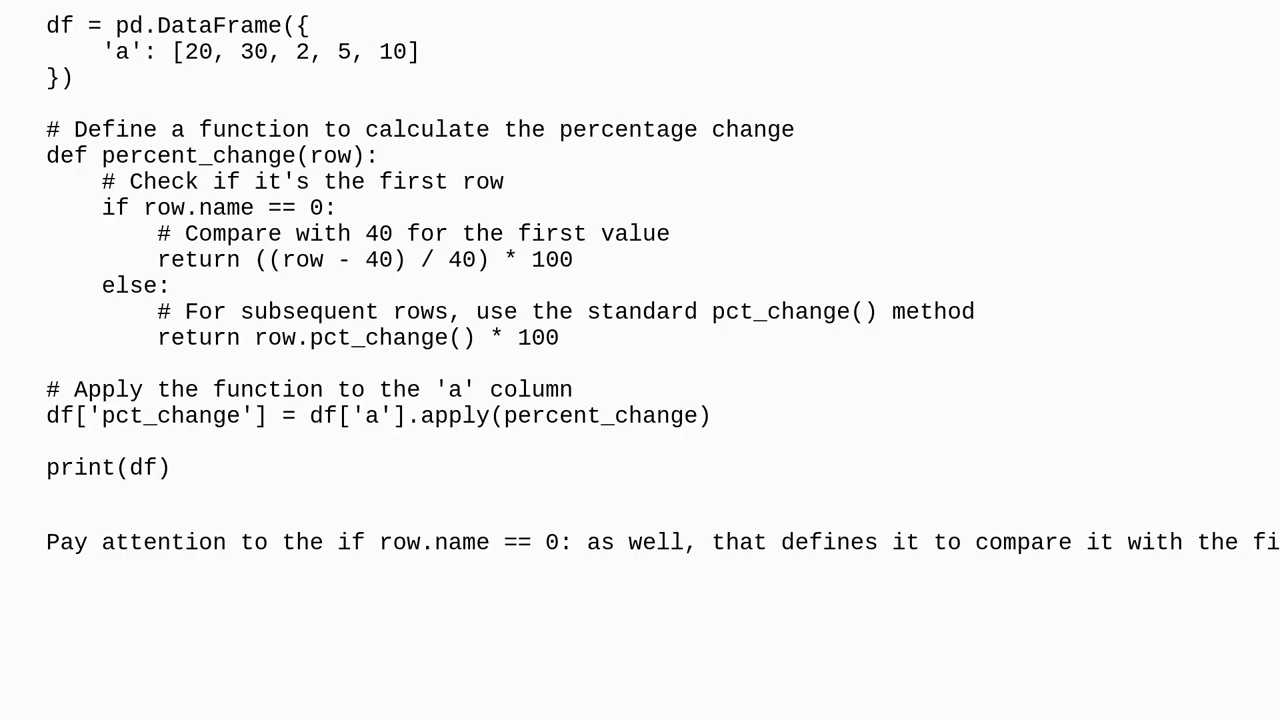 df = pd.DataFrame({
    'a': [20, 30, 2, 5, 10]
})

# Define a function to calculate the percentage change
def percent_change(row):
    # Check if it's the first row
    if row.name == 0:
        # Compare with 40 for the first value
        return ((row - 40) / 40) * 100
    else:
        # For subsequent rows, use the standard pct_change() method
        return row.pct_change() * 100

# Apply the function to the 'a' column
df['pct_change'] = df['a'].apply(percent_change)

print(df)

Pay attention to the if row.name == 0: as well, that defines it to compare it with the